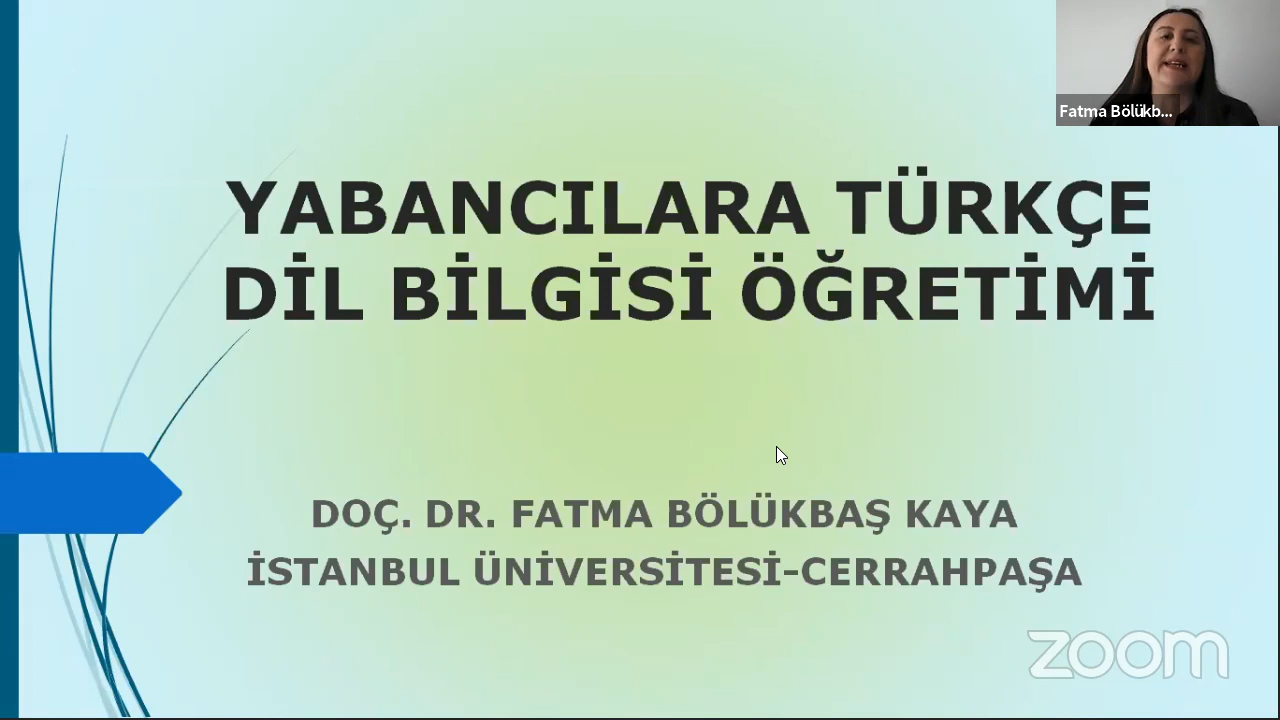 Fatma Bölükb...
YABANCILARA TÜRKÇE
DİL BİLGİSİ ÖĞRETİMİ
DOÇ. DR. FATMA BÖLÜKBAŞ KAYA
İSTANBUL ÜNİVERSİTESİ-CERRAHPAŞA
zoom